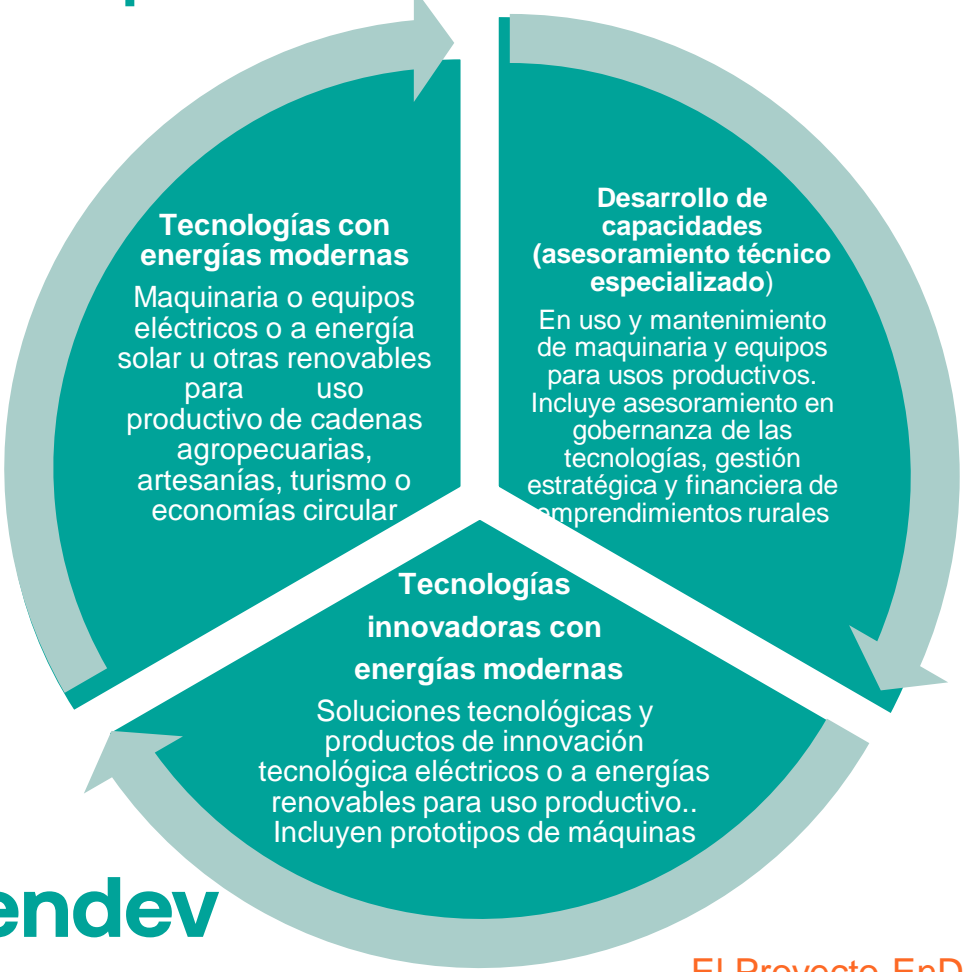 Tecnologías con
energías modernas
Maquinaria o equipos
eléctricos o a energía
solar u otras renovables
para uso
productivo de cadenas
agropecuarias,
artesanías, turismo o
economías circular
Desarrollo de
capacidades
(asesoramiento técnico
especializado)
En uso y mantenimiento
de maquinaria y equipos
para usos productivos.
Incluye asesoramiento en
gobernanza de las
tecnologías, gestión
estratégica y financiera de
emprendimientos rurales
Tecnologías
innovadoras con
energías modernas
Soluciones tecnológicas y
productos de innovación
tecnológica eléctricos o a energías
renovables para uso productivo..
Incluyen prototipos de máquinas
endev
El Proyecto EnD